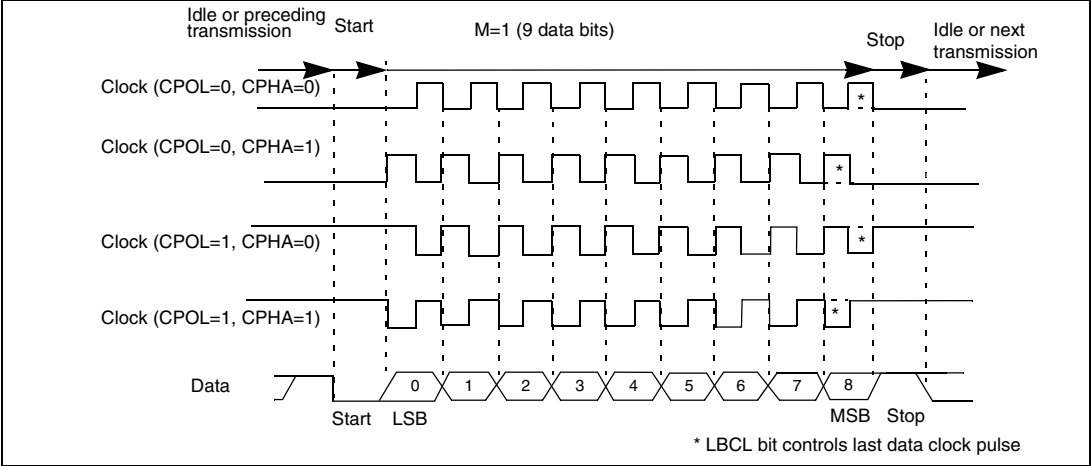 Idle or preceding
transmission
Start
M=1 (9 data bits)
Stop
Idle or next
transmission
Clock (CPOL=0, CPHA=0)
*
Clock (CPOL=0, CPHA=1)
*
Clock (CPOL=1, CPHA=0)
*
Clock (CPOL=1, CPHA=1)
*
Data
0 1 2 3 4 5 6 7 8
Start LSB MSB Stop
* LBCL bit controls last data clock pulse